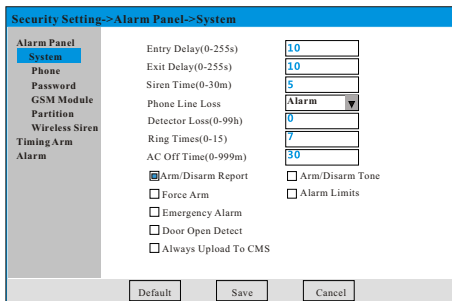 Security Setting->Alarm Panel->System
Alarm Panel
System
Phone
Password
GSM Module
Partition
Wireless Siren
Timing Arm
Alarm
Entry Delay(0-255s) 10
Exit Delay(0-255s) 10
Siren Time(0-30m) 5
Phone Line Loss Alarm
Detector Loss(0-99h) 0
Ring Times(0-15) 7
AC Off Time(0-999m) 30
Arm/Disarm Report Arm/Disarm Tone
Force Arm Alarm Limits
Emergency Alarm
Door Open Detect
Always Upload To CMS
Default Save Cancel